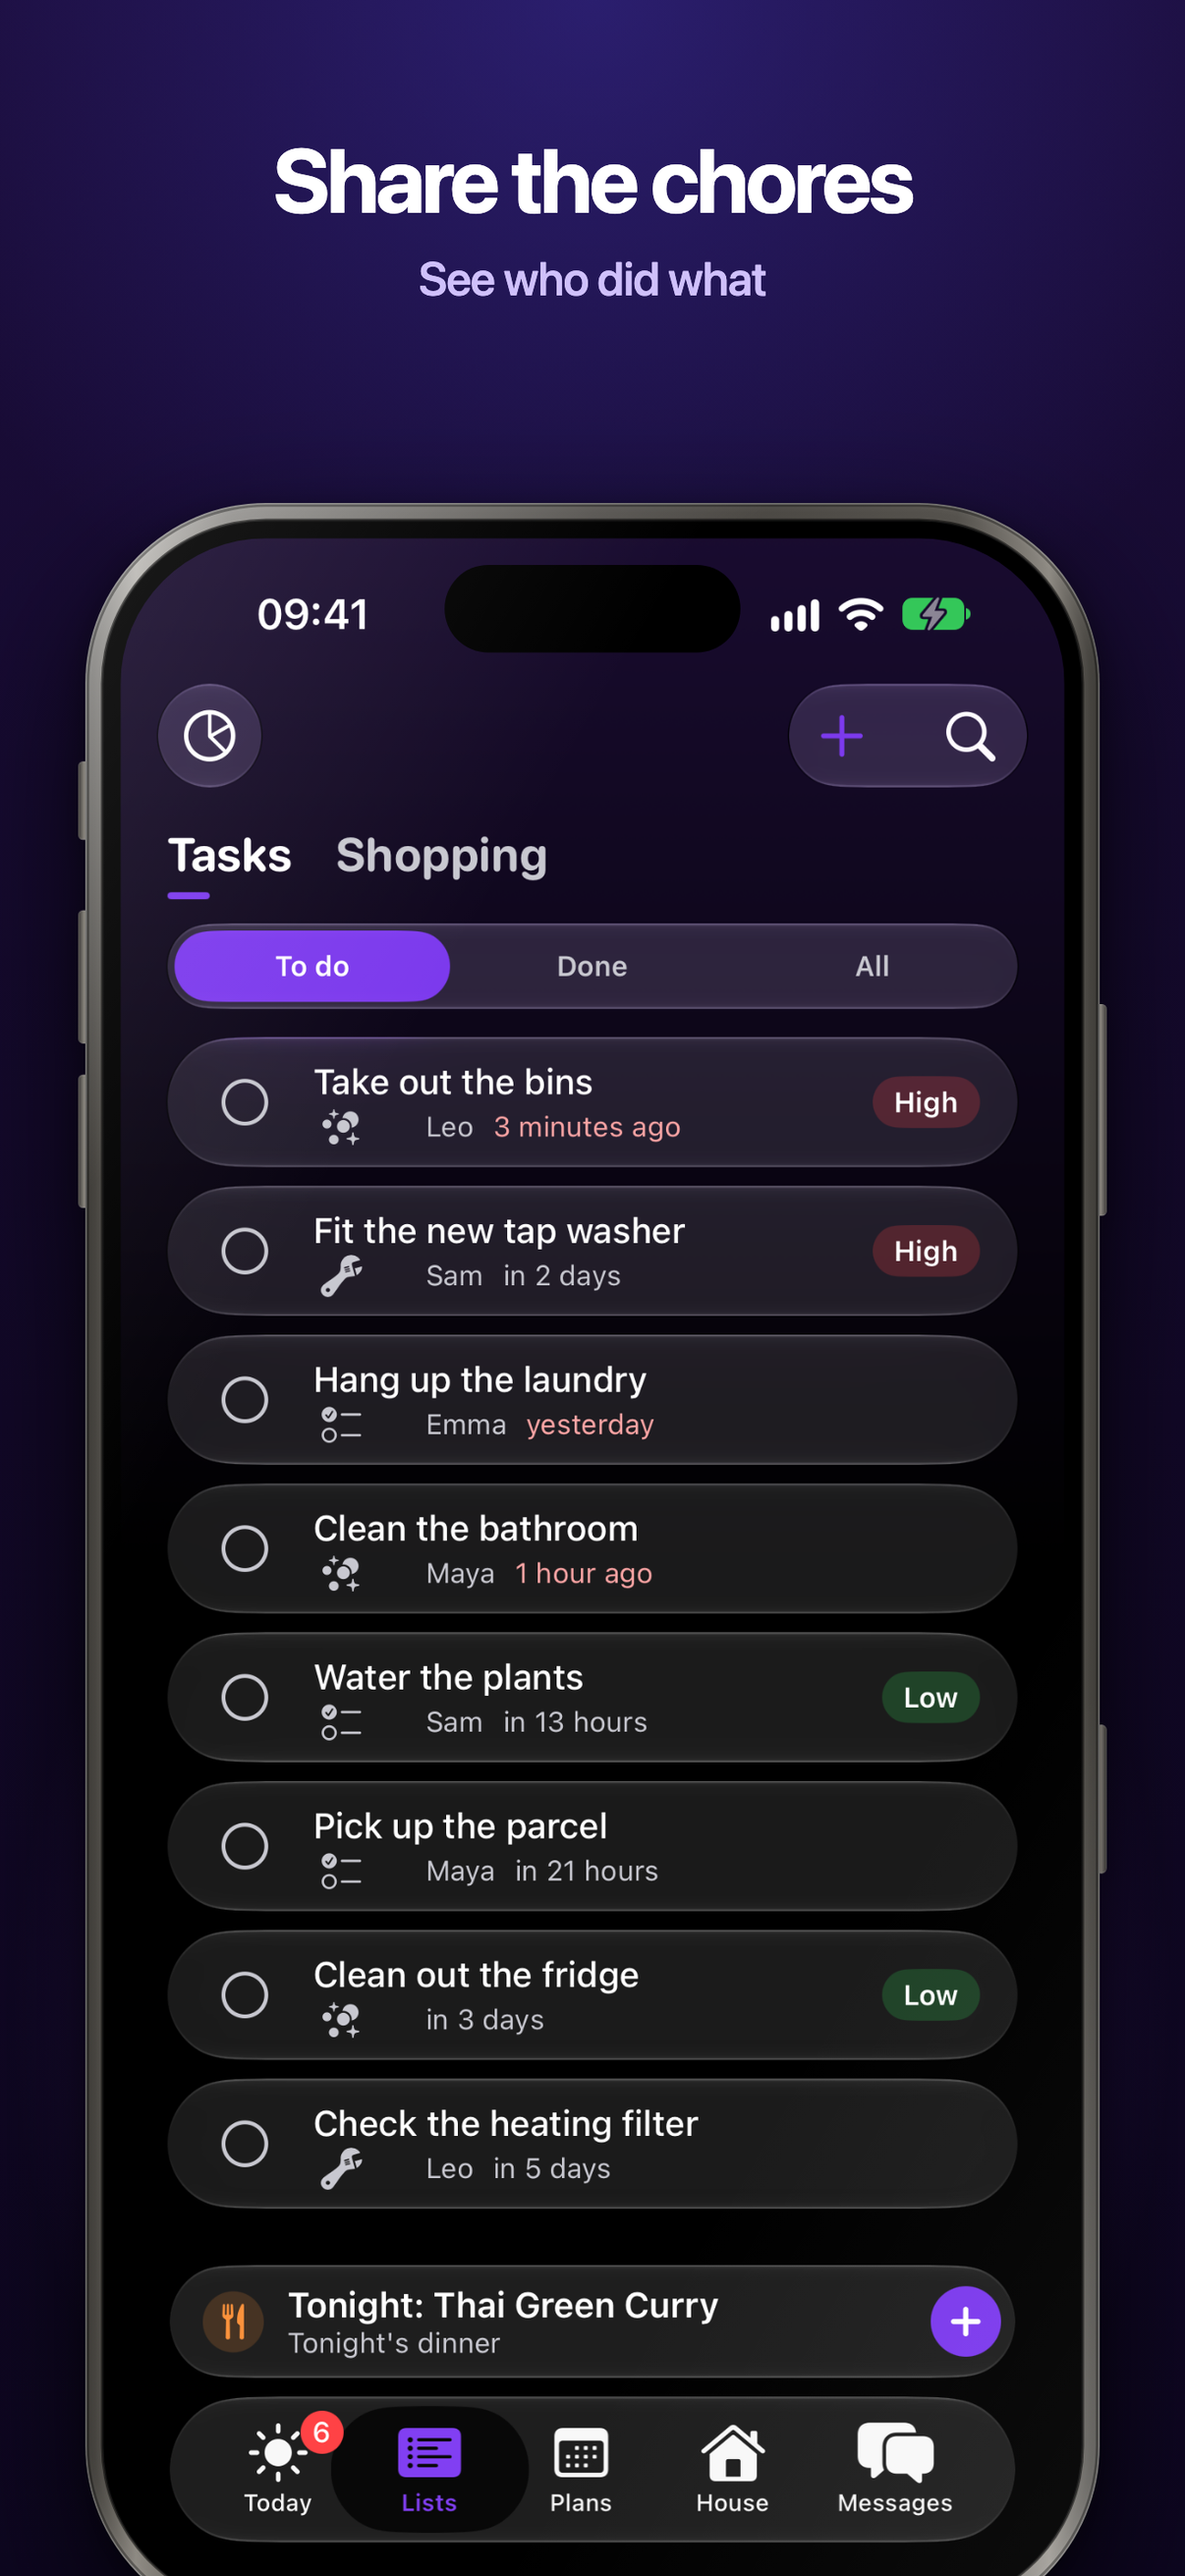 Share the chores
See who did what
09:41
Tasks Shopping
To do Done All
Take out the bins
Leo 3 minutes ago
High
Fit the new tap washer
Sam in 2 days
High
Hang up the laundry
Emma yesterday
Clean the bathroom
Maya 1 hour ago
Water the plants
Sam in 13 hours
Low
Pick up the parcel
Maya in 21 hours
Clean out the fridge
in 3 days
Low
Check the heating filter
Leo in 5 days
Tonight: Thai Green Curry
Tonight's dinner
6
Today Lists Plans House Messages